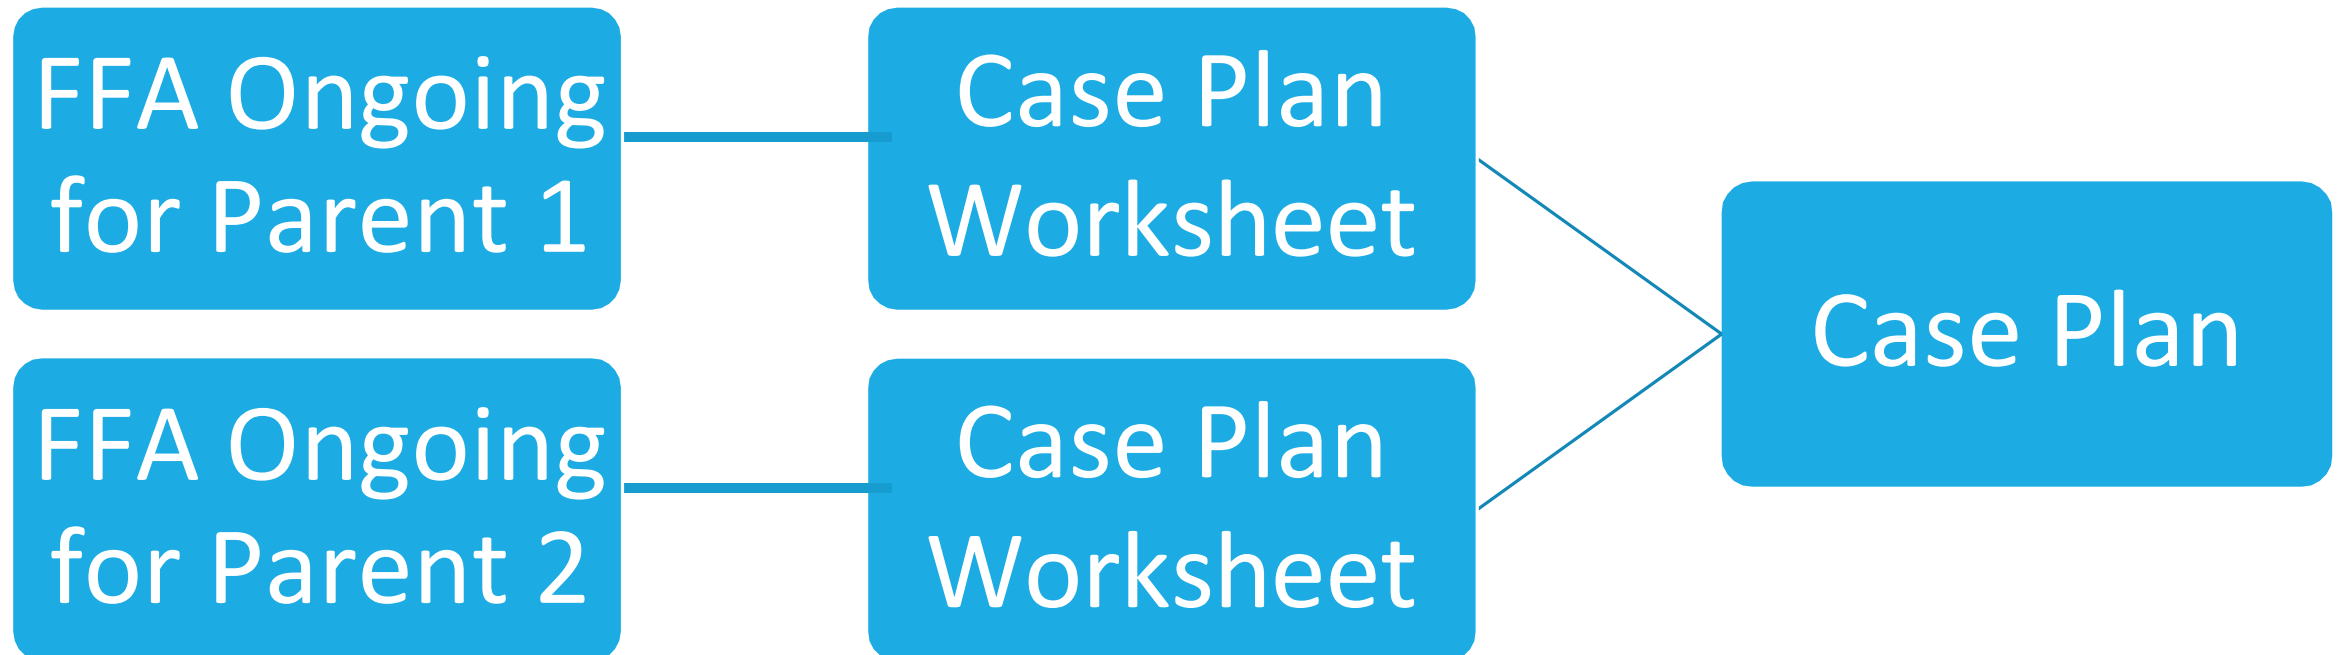 FFA Ongoing
for Parent 1
Case Plan
Worksheet
FFA Ongoing
for Parent 2
Case Plan
Worksheet
Case Plan